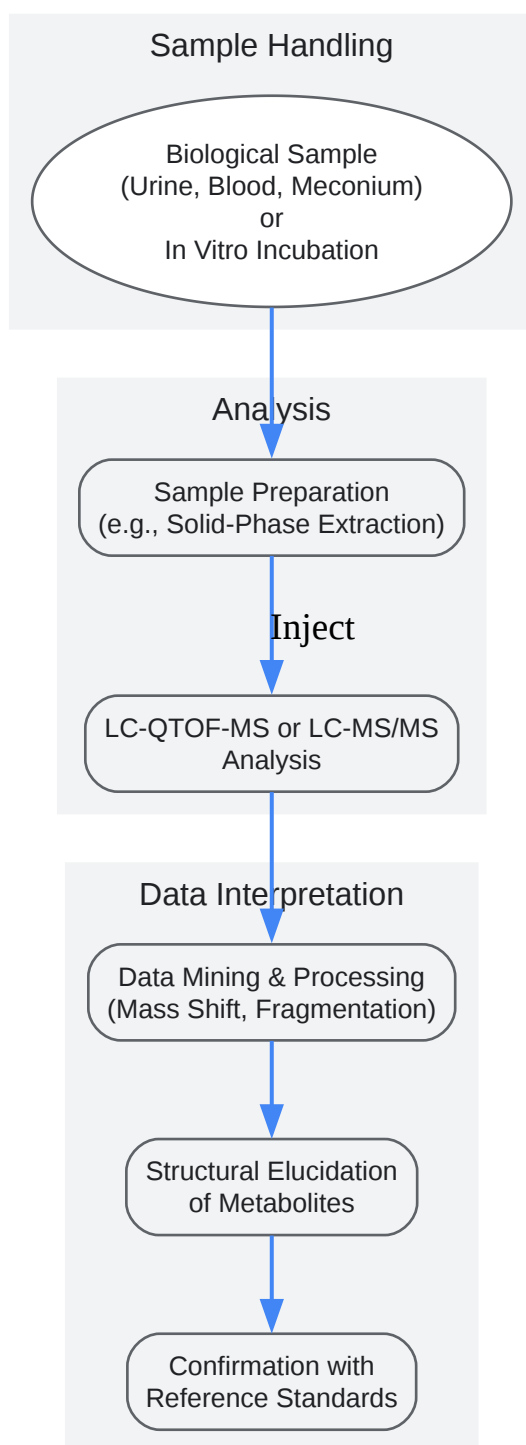 Sample Handling
Biological Sample
(Urine, Blood, Meconium)
or
In Vitro Incubation
Analysis
Sample Preparation
(e.g., Solid-Phase Extraction)
Inject
LC-QTOF-MS or LC-MS/MS
Analysis
Data Interpretation
Data Mining & Processing
(Mass Shift, Fragmentation)
Structural Elucidation
of Metabolites
Confirmation with
Reference Standards